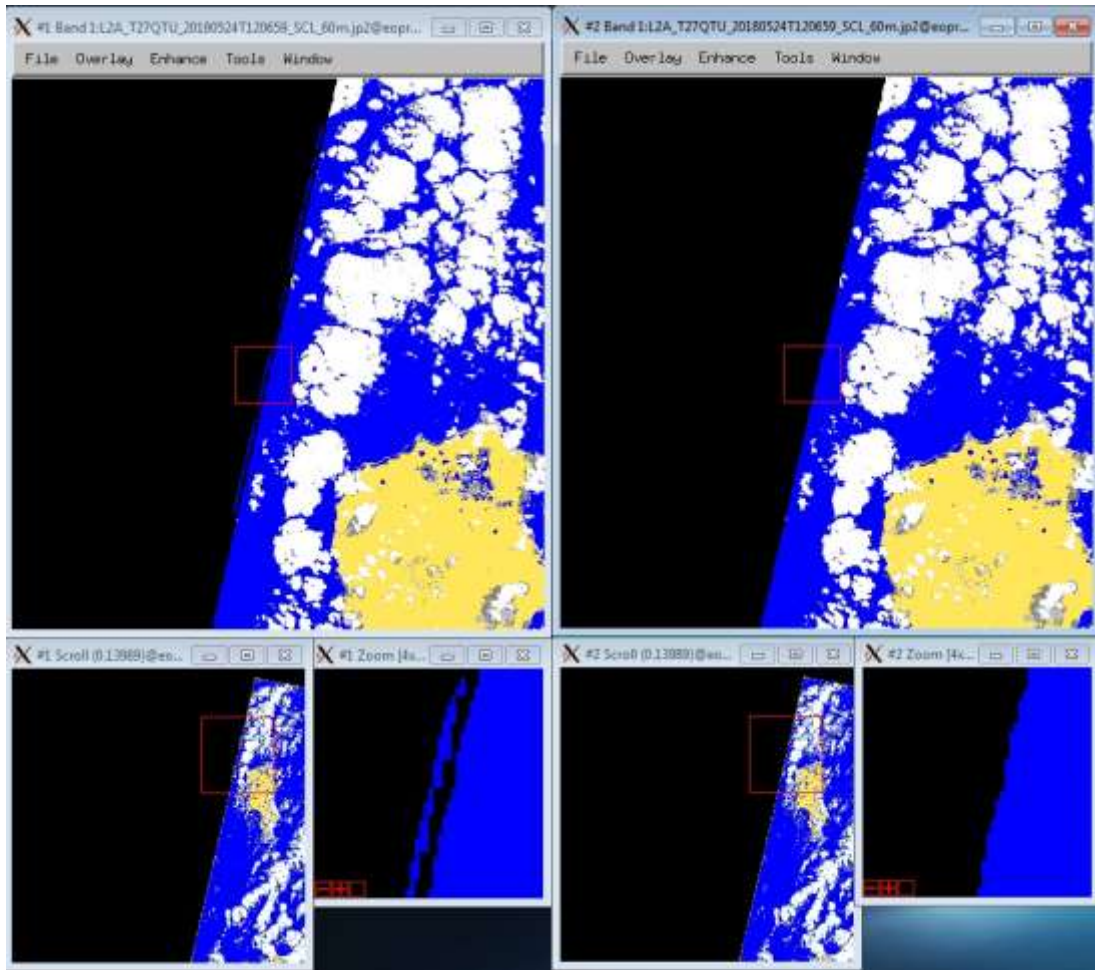 #1 Band 1:L2A_T27QTU_20180524T120659_SCL_60m.jp2@eopr...
File Overlay Enhance Tools Window
#2 Band 1:L2A_T27QTU_20180524T120659_SCL_60m.jp2@eopr...
File Overlay Enhance Tools Window
#1 Scroll (0.13989)@eo...
#1 Zoom [4x...
#2 Scroll (0.13989)@eo...
#2 Zoom [4x...